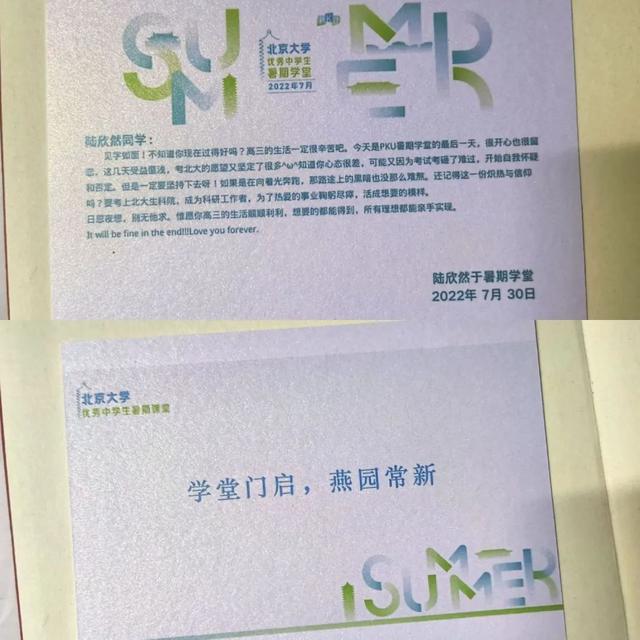 SUMMER
北京大学
优秀中学生
暑期学堂
2022年7月
陆欣然同学：
见字如面！不知道你现在过得好吗？高三的生活一定很辛苦吧。今天是PKU暑期学堂的最后一天，很开心也很留
恋，这几天受益匪浅，考北大的愿望又坚定了很多^ω^知道你心态很差，可能又因为考试考砸了难过，开始自我怀疑
和否定。但是一定要坚持下去呀！如果是在向着光奔跑，那路途上的黑暗也没那么难熬。还记得这一份炽热与信仰
吗？要考上北大生科院，成为科研工作者，为了热爱的事业鞠躬尽瘁，活成想要的模样。
日思夜想，别无他求。惟愿你高三的生活顺顺利利，想要的都能得到，所有理想都能亲手实现。
It will be fine in the end!!!Love you forever.
陆欣然于暑期学堂
2022年 7月 30日
北京大学
优秀中学生暑期课堂
学堂门启，燕园常新
SUMMER